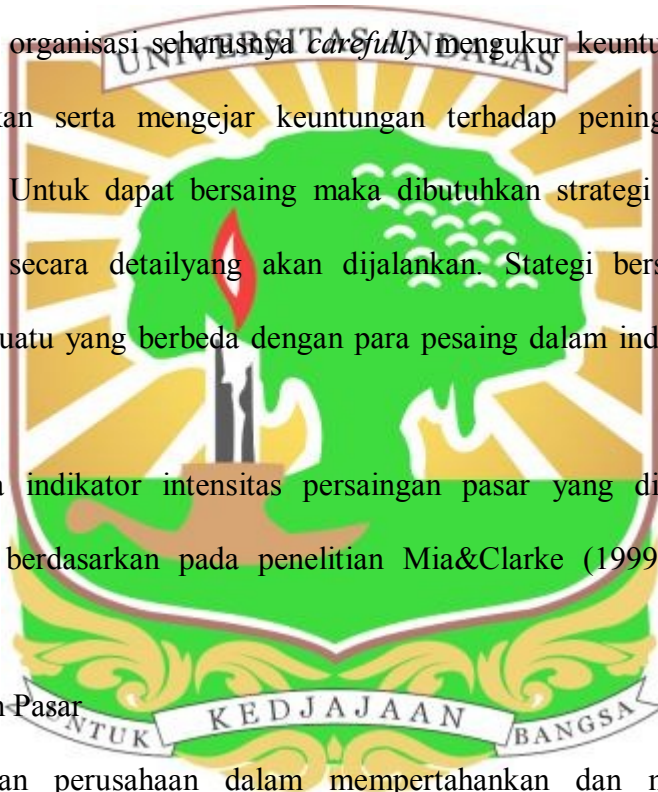 organisasi seharusnya carefully mengukur keuntu
UNIVERSITAS ANDALAS
kan serta mengejar keuntungan terhadap pening
Untuk dapat bersaing maka dibutuhkan strategi
secara detailyang akan dijalankan. Stategi bers
uatu yang berbeda dengan para pesaing dalam ind
indikator intensitas persaingan pasar yang di
berdasarkan pada penelitian Mia&Clarke (1999
n Pasar
UNTUK KEDJAJAAN BANGSA
an perusahaan dalam mempertahankan dan m